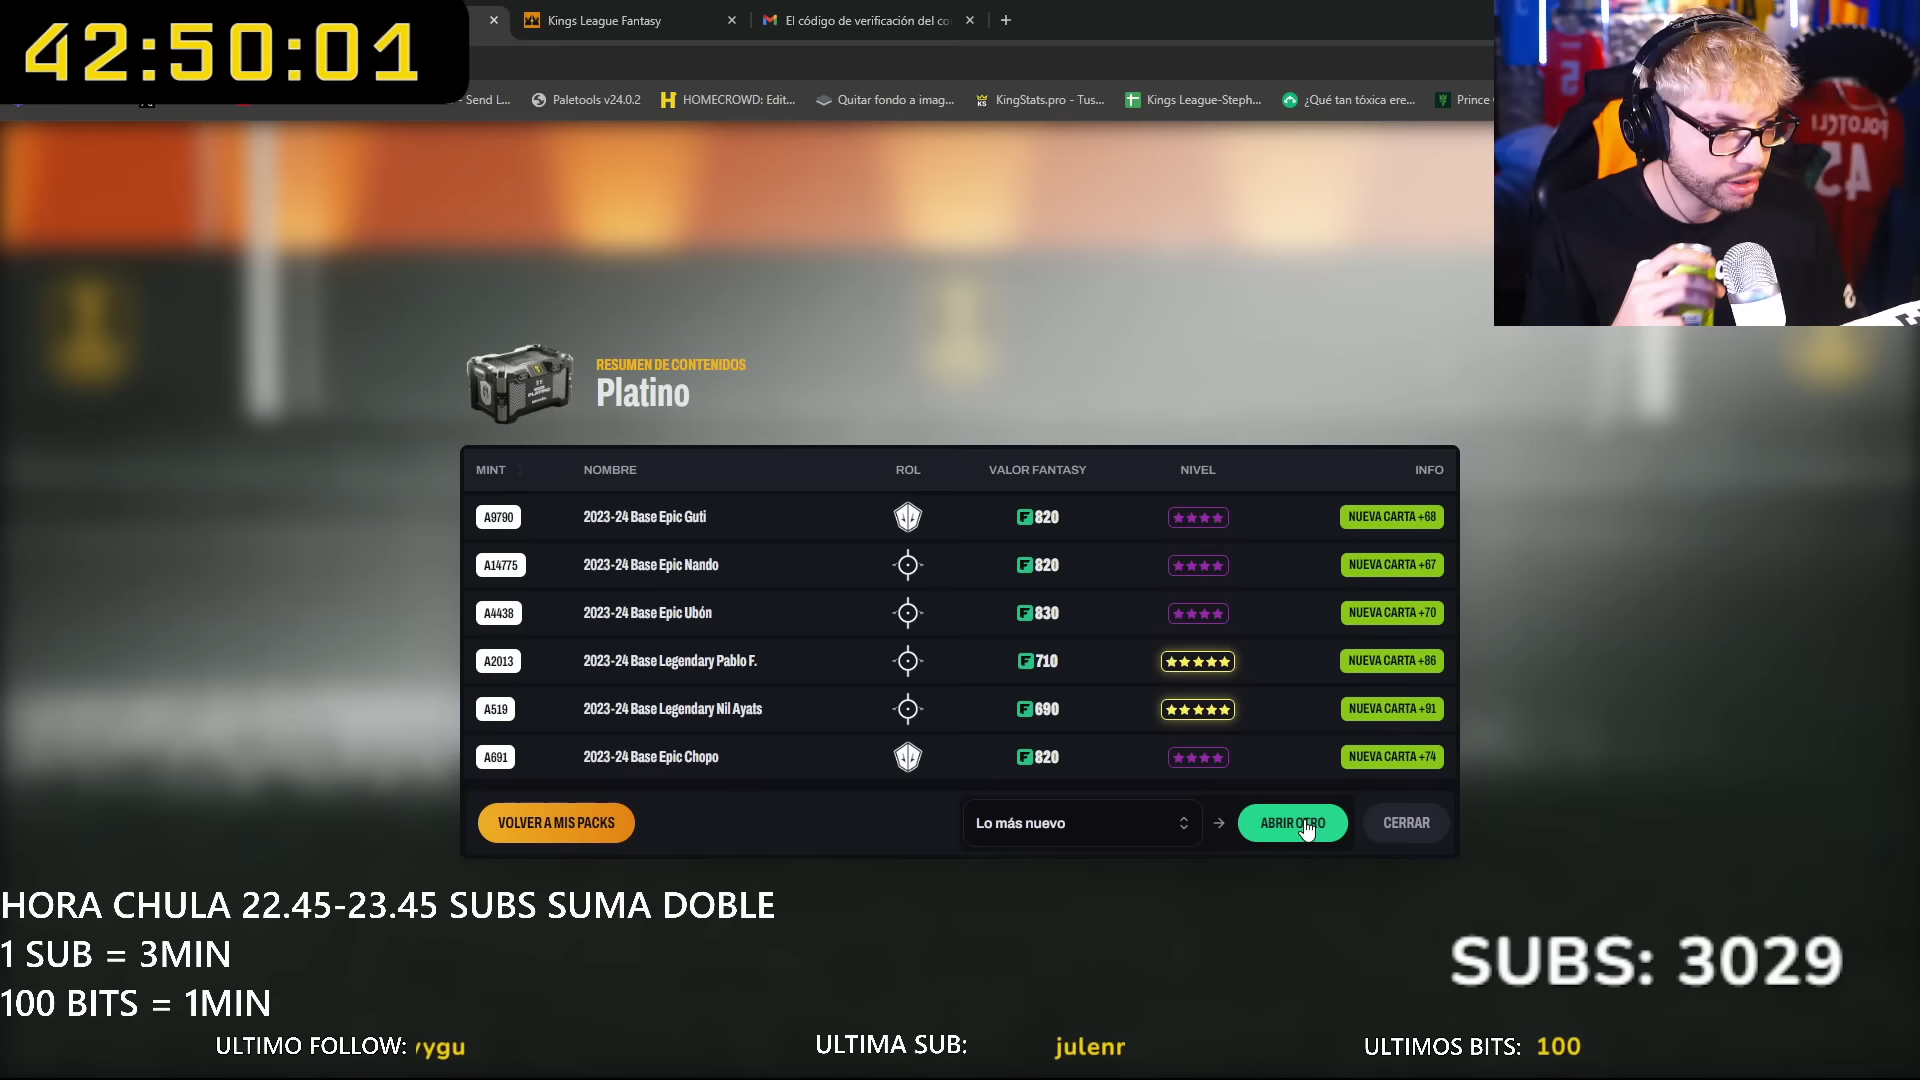 42:50:01
Kings League Fantasy
El código de verificación del co
- Send L...
Paletools v24.0.2
HOMECROWD: Edit...
Quitar fondo a imag...
KingStats.pro - Tus...
Kings League-Steph...
¿Qué tan tóxica ere...
Prince
RESUMEN DE CONTENIDOS
Platino
MINT NOMBRE ROL VALOR FANTASY NIVEL INFO
A9790 2023-24 Base Epic Guti 820 NUEVA CARTA +68
A14775 2023-24 Base Epic Nando 820 NUEVA CARTA +67
A4438 2023-24 Base Epic Ubón 830 NUEVA CARTA +70
A2013 2023-24 Base Legendary Pablo F. 710 NUEVA CARTA +86
A519 2023-24 Base Legendary Nil Ayats 690 NUEVA CARTA +91
A691 2023-24 Base Epic Chopo 820 NUEVA CARTA +74
VOLVER A MIS PACKS
Lo más nuevo
ABRIR OTRO
CERRAR
HORA CHULA 22.45-23.45 SUBS SUMA DOBLE
1 SUB = 3MIN
100 BITS = 1MIN
SUBS: 3029
ULTIMO FOLLOW: ygu
ULTIMA SUB: julenr
ULTIMOS BITS: 100